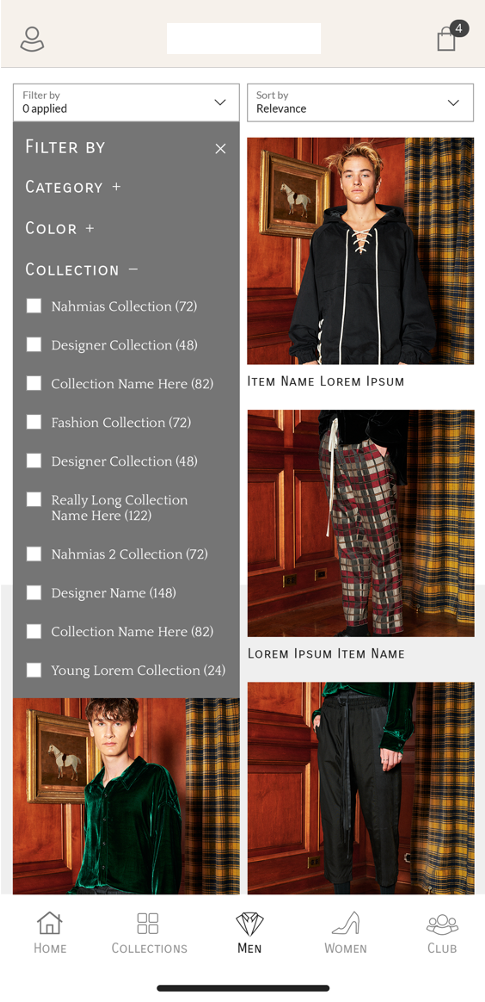 4
Filter by
0 applied
Sort by
Relevance
Filter by
Category +
Color +
Collection –
Nahmias Collection (72)
Designer Collection (48)
Collection Name Here (82)
Fashion Collection (72)
Designer Collection (48)
Really Long Collection
Name Here (122)
Nahmias 2 Collection (72)
Designer Name (148)
Collection Name Here (82)
Young Lorem Collection (24)
Item Name Lorem Ipsum
Lorem Ipsum Item Name
Home
Collections
Men
Women
Club